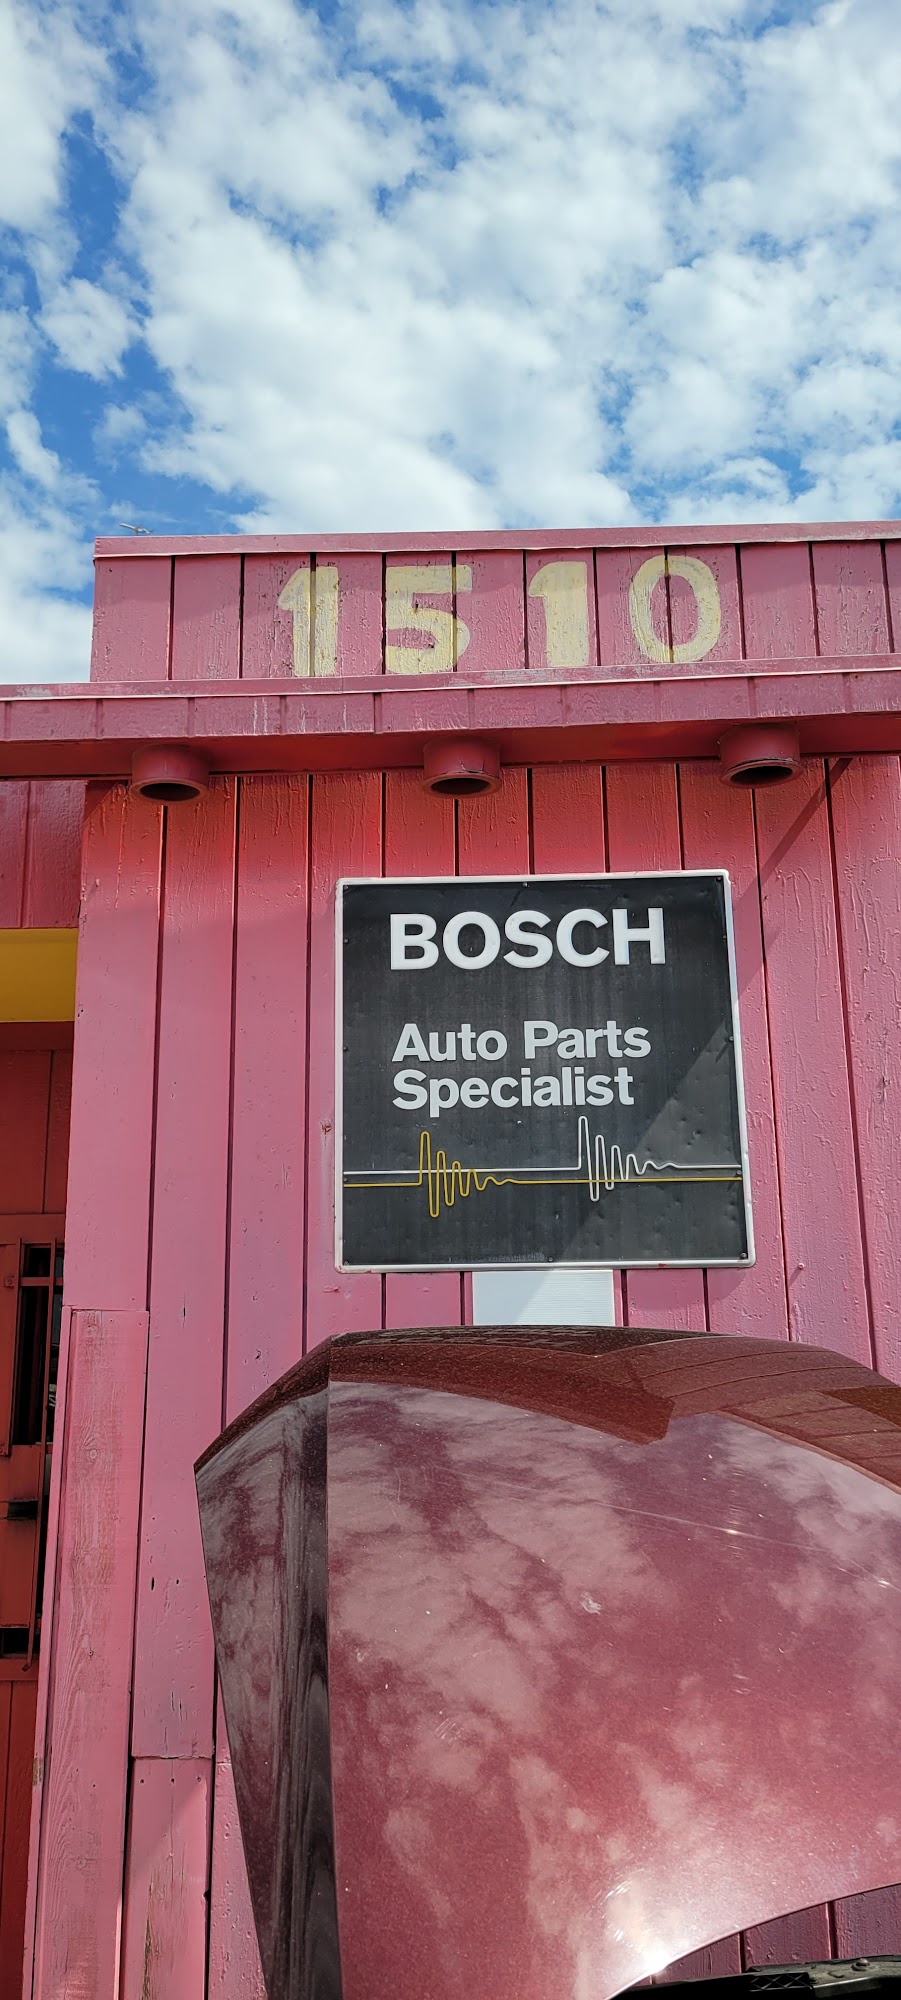 1510
BOSCH
Auto Parts
Specialist